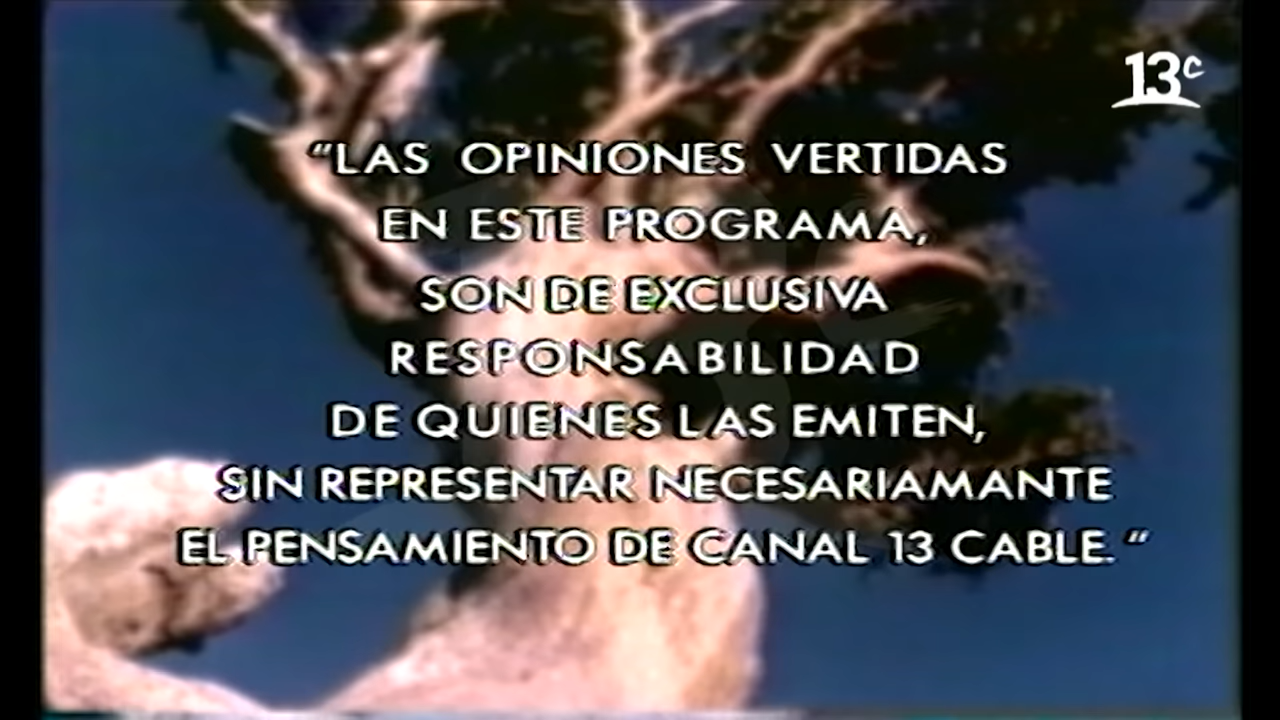 13c
“LAS OPINIONES VERTIDAS
EN ESTE PROGRAMA,
SON DE EXCLUSIVA
RESPONSABILIDAD
DE QUIENES LAS EMITEN,
SIN REPRESENTAR NECESARIAMANTE
EL PENSAMIENTO DE CANAL 13 CABLE. “